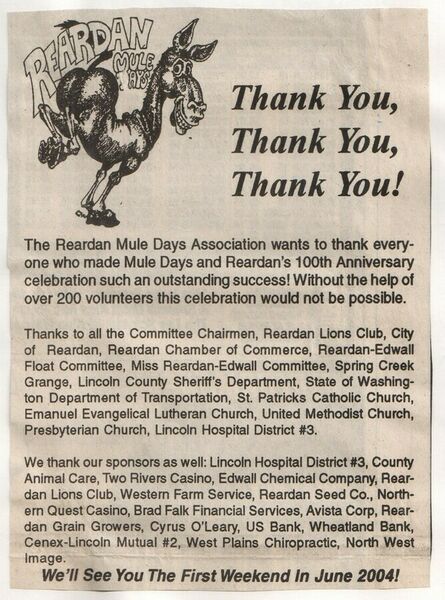 REARDAN
MULE
DAYS
Thank You,
Thank You,
Thank You!
The Reardan Mule Days Association wants to thank every-
one who made Mule Days and Reardan's 100th Anniversary
celebration such an outstanding success! Without the help of
over 200 volunteers this celebration would not be possible.
Thanks to all the Committee Chairmen, Reardan Lions Club, City
of Reardan, Reardan Chamber of Commerce, Reardan-Edwall
Float Committee, Miss Reardan-Edwall Committee, Spring Creek
Grange, Lincoln County Sheriff's Department, State of Washing-
ton Department of Transportation, St. Patricks Catholic Church,
Emanuel Evangelical Lutheran Church, United Methodist Church,
Presbyterian Church, Lincoln Hospital District #3.
We thank our sponsors as well: Lincoln Hospital District #3, County
Animal Care, Two Rivers Casino, Edwall Chemical Company, Rear-
dan Lions Club, Western Farm Service, Reardan Seed Co., North-
ern Quest Casino, Brad Falk Financial Services, Avista Corp, Rear-
dan Grain Growers, Cyrus O'Leary, US Bank, Wheatland Bank,
Cenex-Lincoln Mutual #2, West Plains Chiropractic, North West
Image.
We'll See You The First Weekend In June 2004!